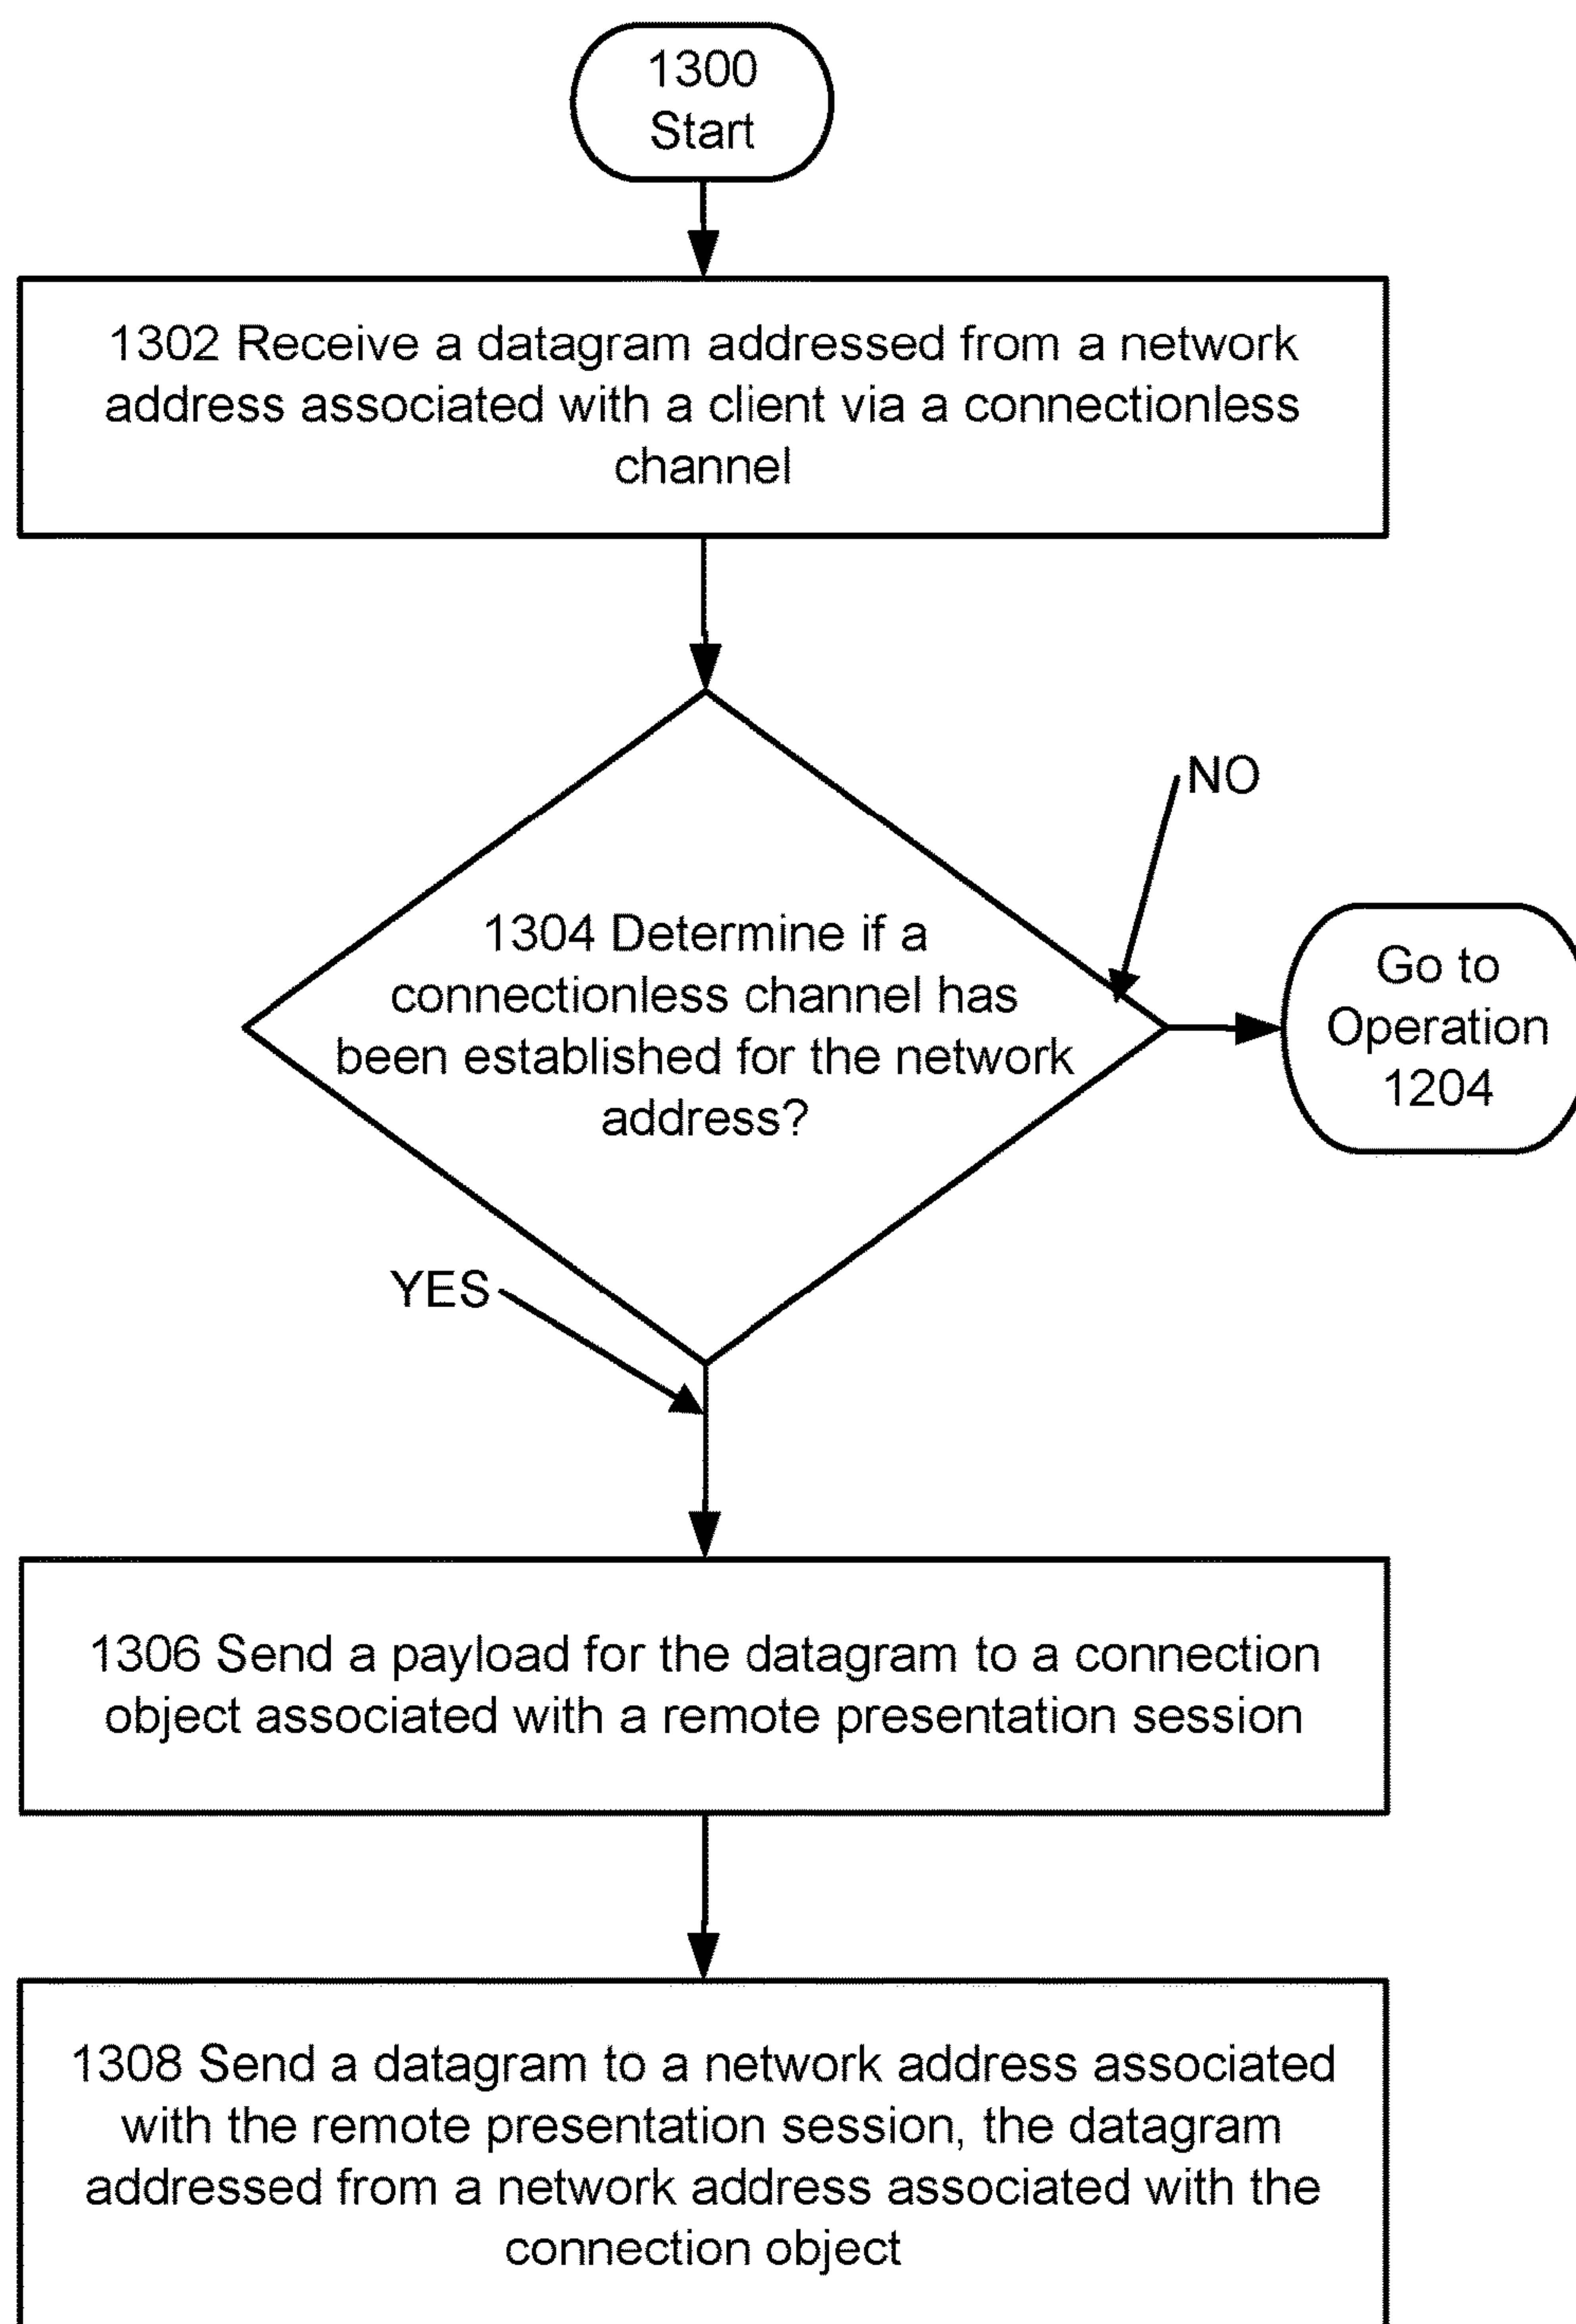 1300
Start
1302 Receive a datagram addressed from a network
address associated with a client via a connectionless
channel
NO
1304 Determine if a
connectionless channel has
been established for the network
address?
Go to
Operation
1204
YES
1306 Send a payload for the datagram to a connection
object associated with a remote presentation session
1308 Send a datagram to a network address associated
with the remote presentation session, the datagram
addressed from a network address associated with the
connection object